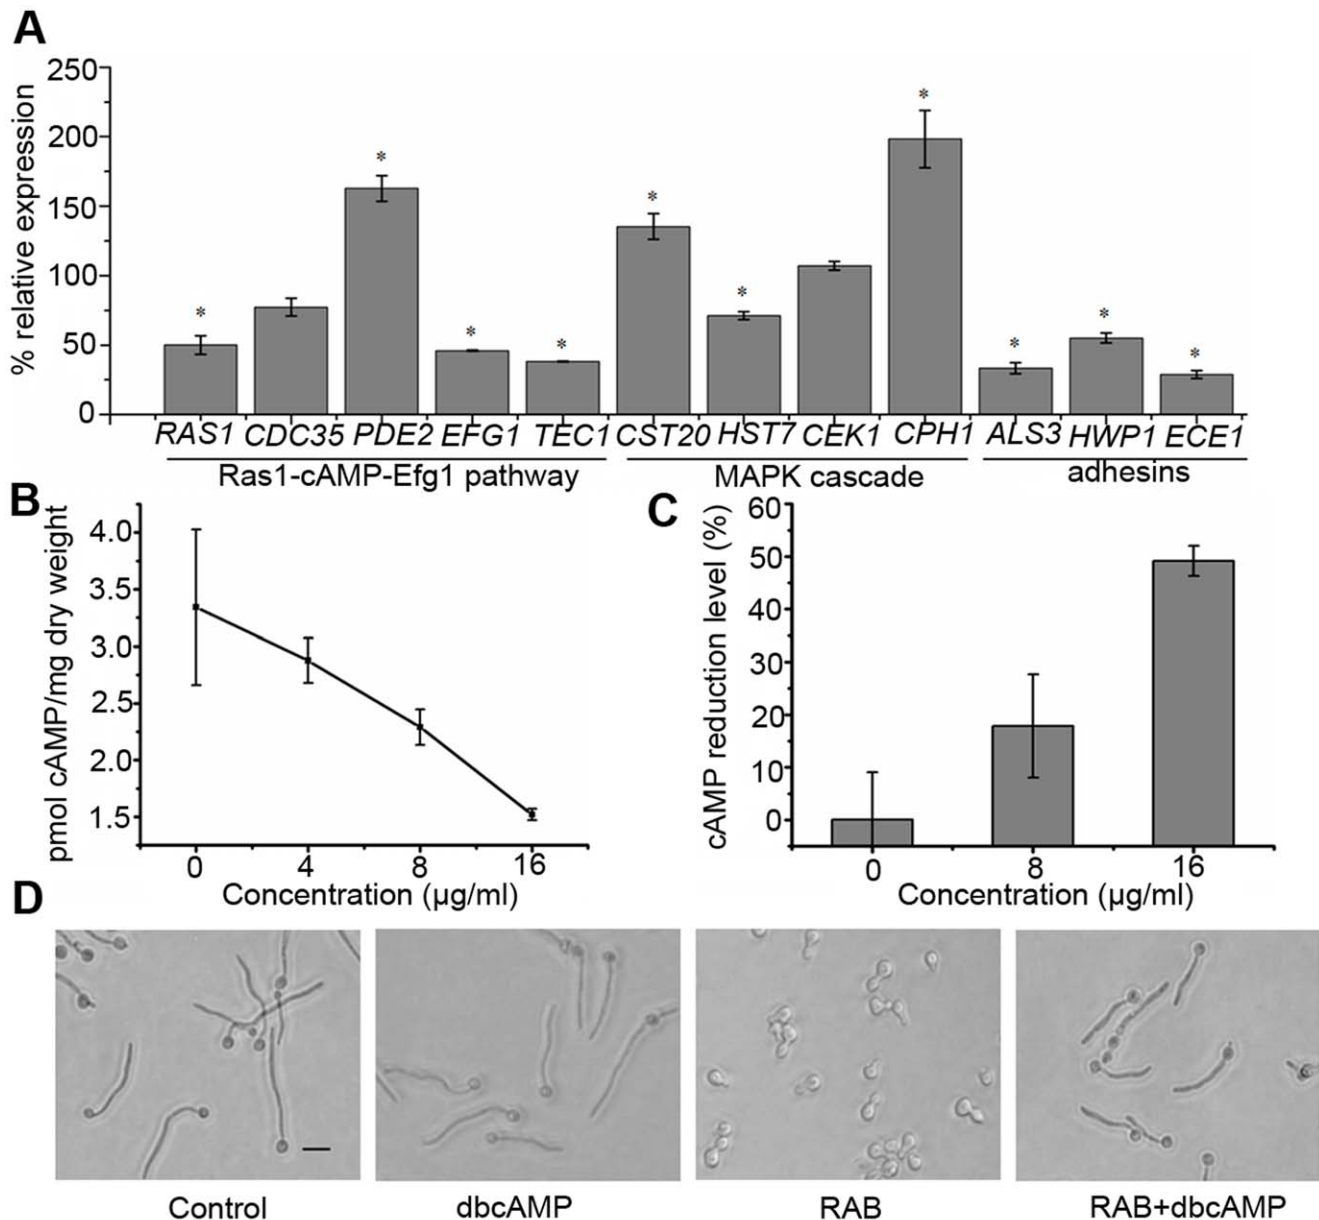 A
% relative expression
250
200
150
100
50
0
* * * * * * * * * *
RAS1 CDC35 PDE2 EFG1 TEC1 CST20 HST7 CEK1 CPH1 ALS3 HWP1 ECE1
Ras1-cAMP-Efg1 pathway MAPK cascade adhesins
B
pmol cAMP/mg dry weight
4.0
3.5
3.0
2.5
2.0
1.5
0 4 8 16
Concentration (µg/ml)
C
cAMP reduction level (%)
60
50
40
30
20
10
0
0 8 16
Concentration (µg/ml)
D
Control dbcAMP RAB RAB+dbcAMP